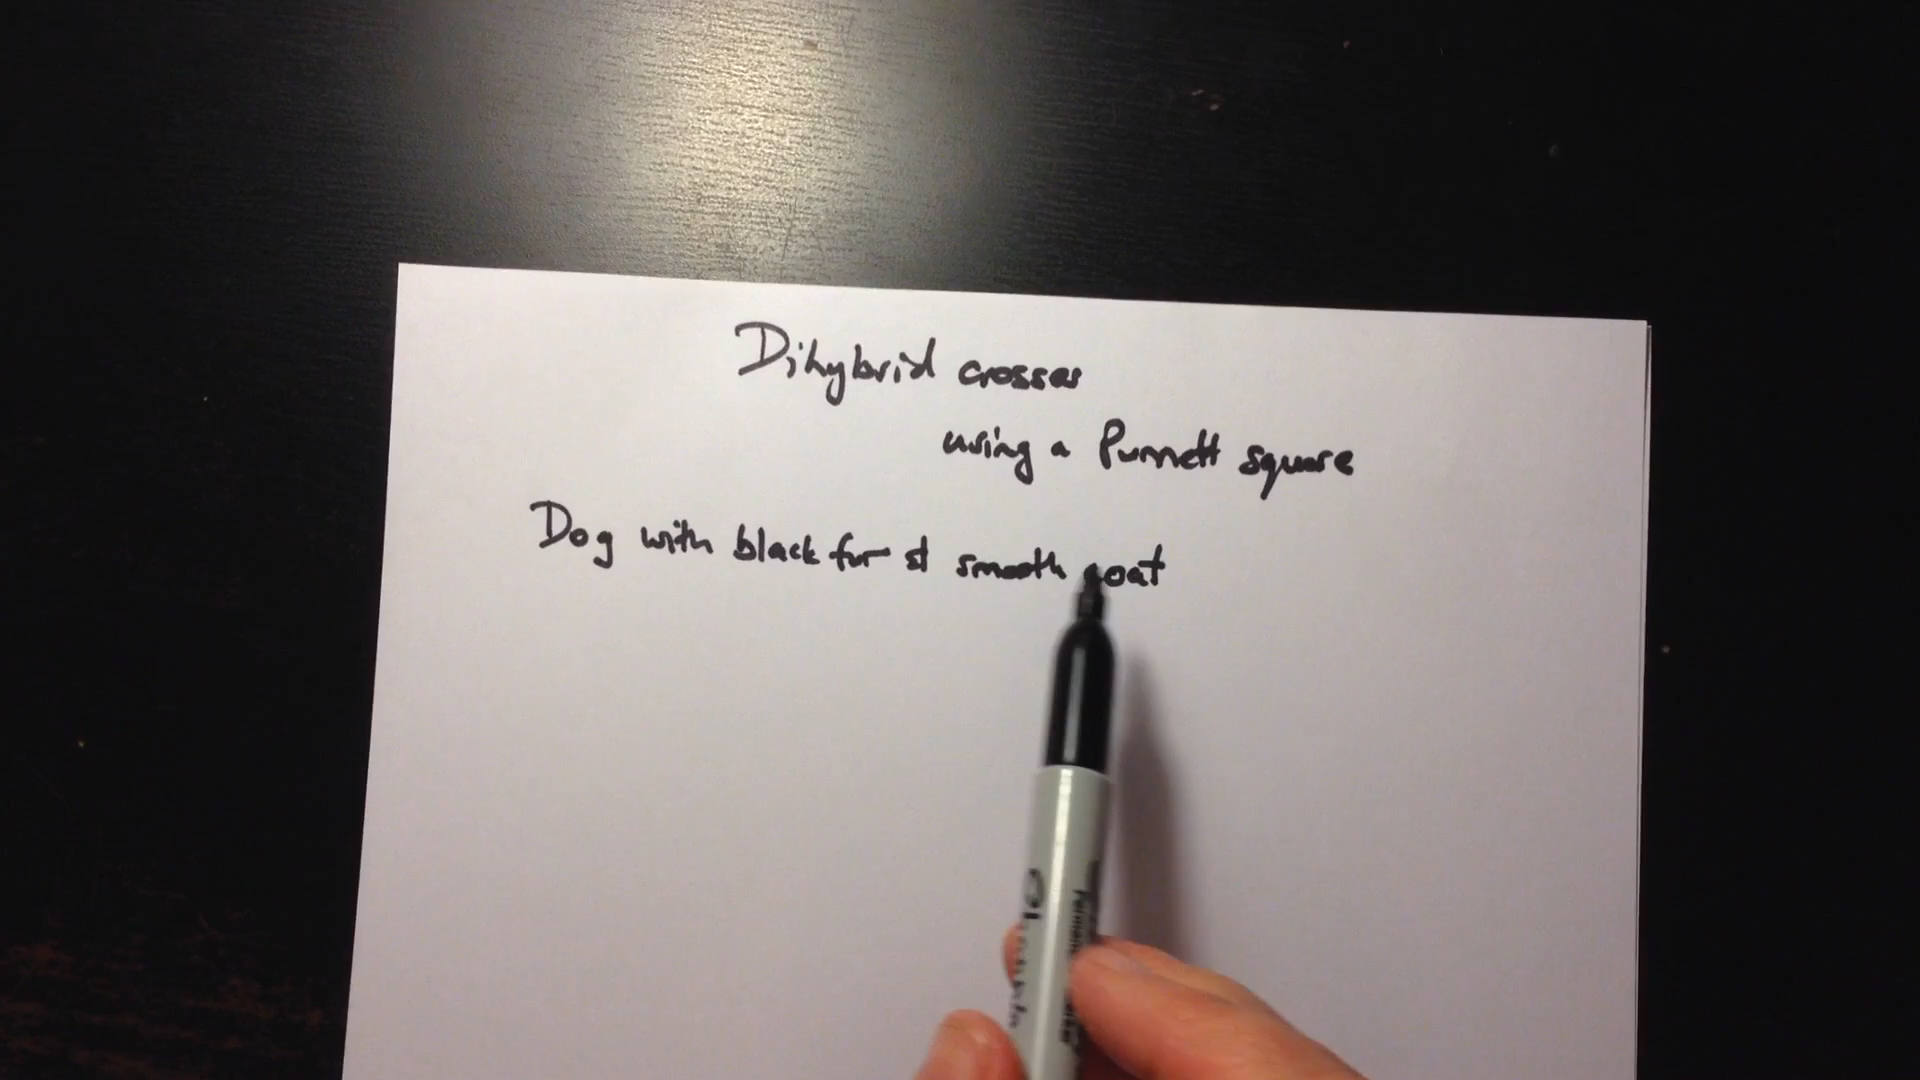 Dihybrid crosses
using a Punnett square
Dog with black fur & smooth coat